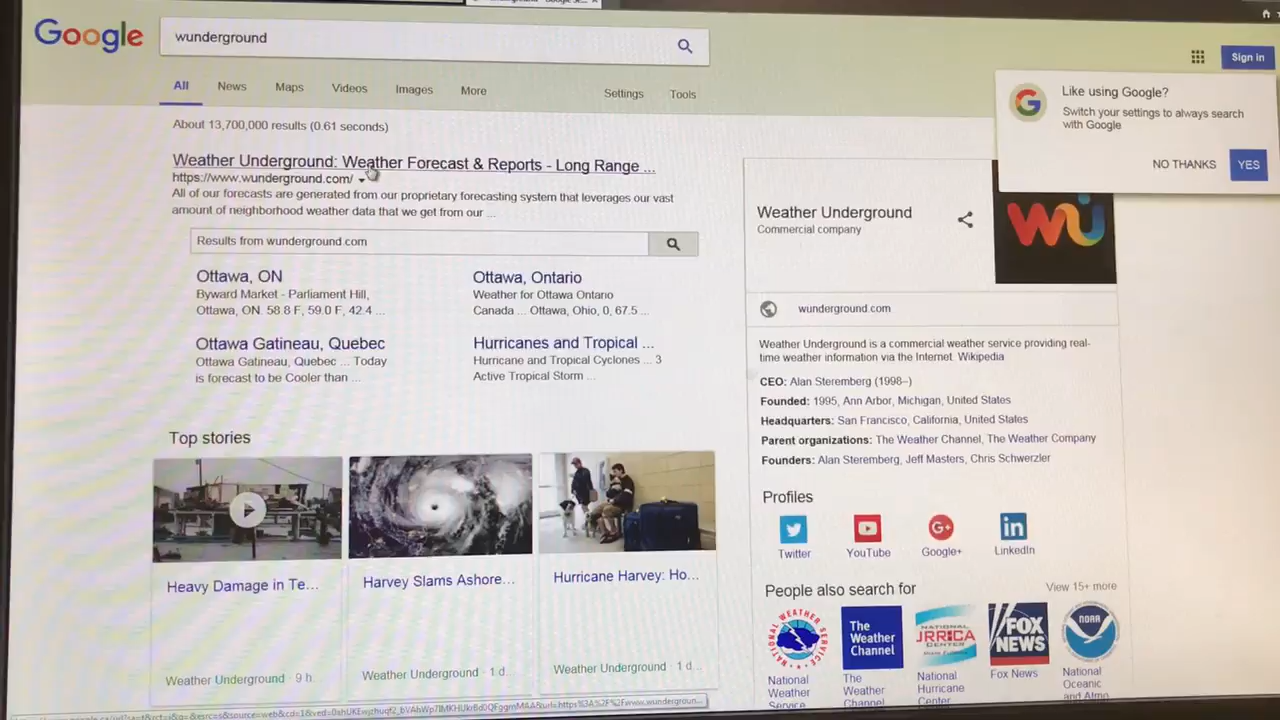 Google
wunderground
Sign in
All
News
Maps
Videos
Images
More
Settings
Tools
Like using Google?
Switch your settings to always search
with Google
NO THANKS
YES
About 13,700,000 results (0.61 seconds)
Weather Underground: Weather Forecast & Reports - Long Range ...
https://www.wunderground.com/
All of our forecasts are generated from our proprietary forecasting system that leverages our vast
amount of neighborhood weather data that we get from our ...
Results from wunderground.com
Ottawa, ON
Byward Market - Parliament Hill,
Ottawa, ON. 58.8 F, 59.0 F, 42.4 ...
Ottawa, Ontario
Weather for Ottawa Ontario
Canada ... Ottawa, Ohio, 0, 67.5 ...
Ottawa Gatineau, Quebec
Ottawa Gatineau, Quebec ... Today
is forecast to be Cooler than ...
Hurricanes and Tropical ...
Hurricane and Tropical Cyclones ... 3
Active Tropical Storm ...
Top stories
Heavy Damage in Te...
Weather Underground · 9 h...
Harvey Slams Ashore...
Weather Underground · 1 d...
Hurricane Harvey: Ho...
Weather Underground · 1 d...
Weather Underground
Commercial company
WU
wunderground.com
Weather Underground is a commercial weather service providing real-
time weather information via the Internet. Wikipedia
CEO: Alan Steremberg (1998–)
Founded: 1995, Ann Arbor, Michigan, United States
Headquarters: San Francisco, California, United States
Parent organizations: The Weather Channel, The Weather Company
Founders: Alan Steremberg, Jeff Masters, Chris Schwerzler
Profiles
Twitter
YouTube
Google+
LinkedIn
People also search for
View 15+ more
NATIONAL WEATHER SERVICE
The
Weather
Channel
NATIONAL
FOX
NEWS
NOAA
National
Weather
Service
The
Weather
Channel
National
Hurricane
Center
Fox News
National
Oceanic
and Atmo